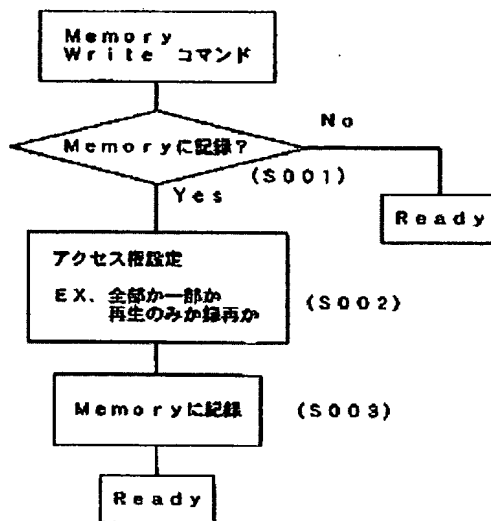 Memory
Write コマンド
Memoryに記録?
No
(S001)
Yes
Ready
アクセス権設定
EX、全部か一部か
再生のみか録再か
(S002)
Memoryに記録
(S003)
Ready